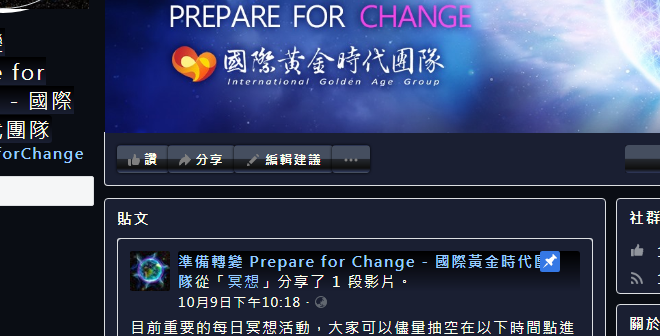 PREPARE FOR CHANGE
國際黃金時代團隊
International Golden Age Group
e for
- 國際
團隊
forChange
讚 分享 編輯建議 ...
貼文
準備轉變 Prepare for Change - 國際黃金時代團
隊從「冥想」分享了 1 段影片。
10月9日下午10:18 ·
目前重要的每日冥想活動，大家可以儘量抽空在以下時間點進
社群
關於